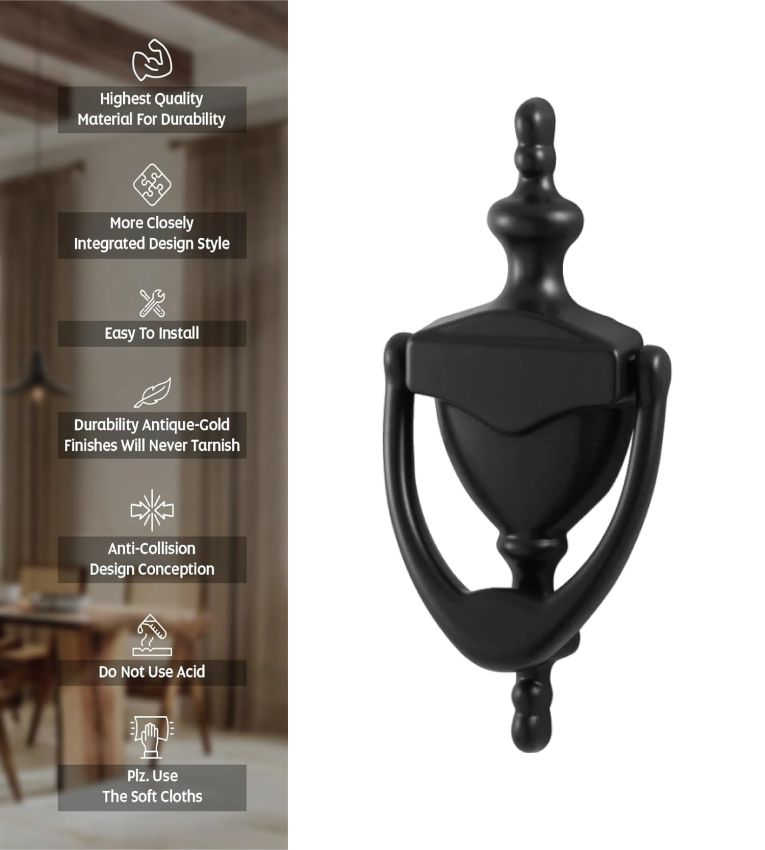 Highest Quality
Material For Durability
More Closely
Integrated Design Style
Easy To Install
Durability Antique-Gold
Finishes Will Never Tarnish
Anti-Collision
Design Conception
Do Not Use Acid
Plz. Use
The Soft Cloths